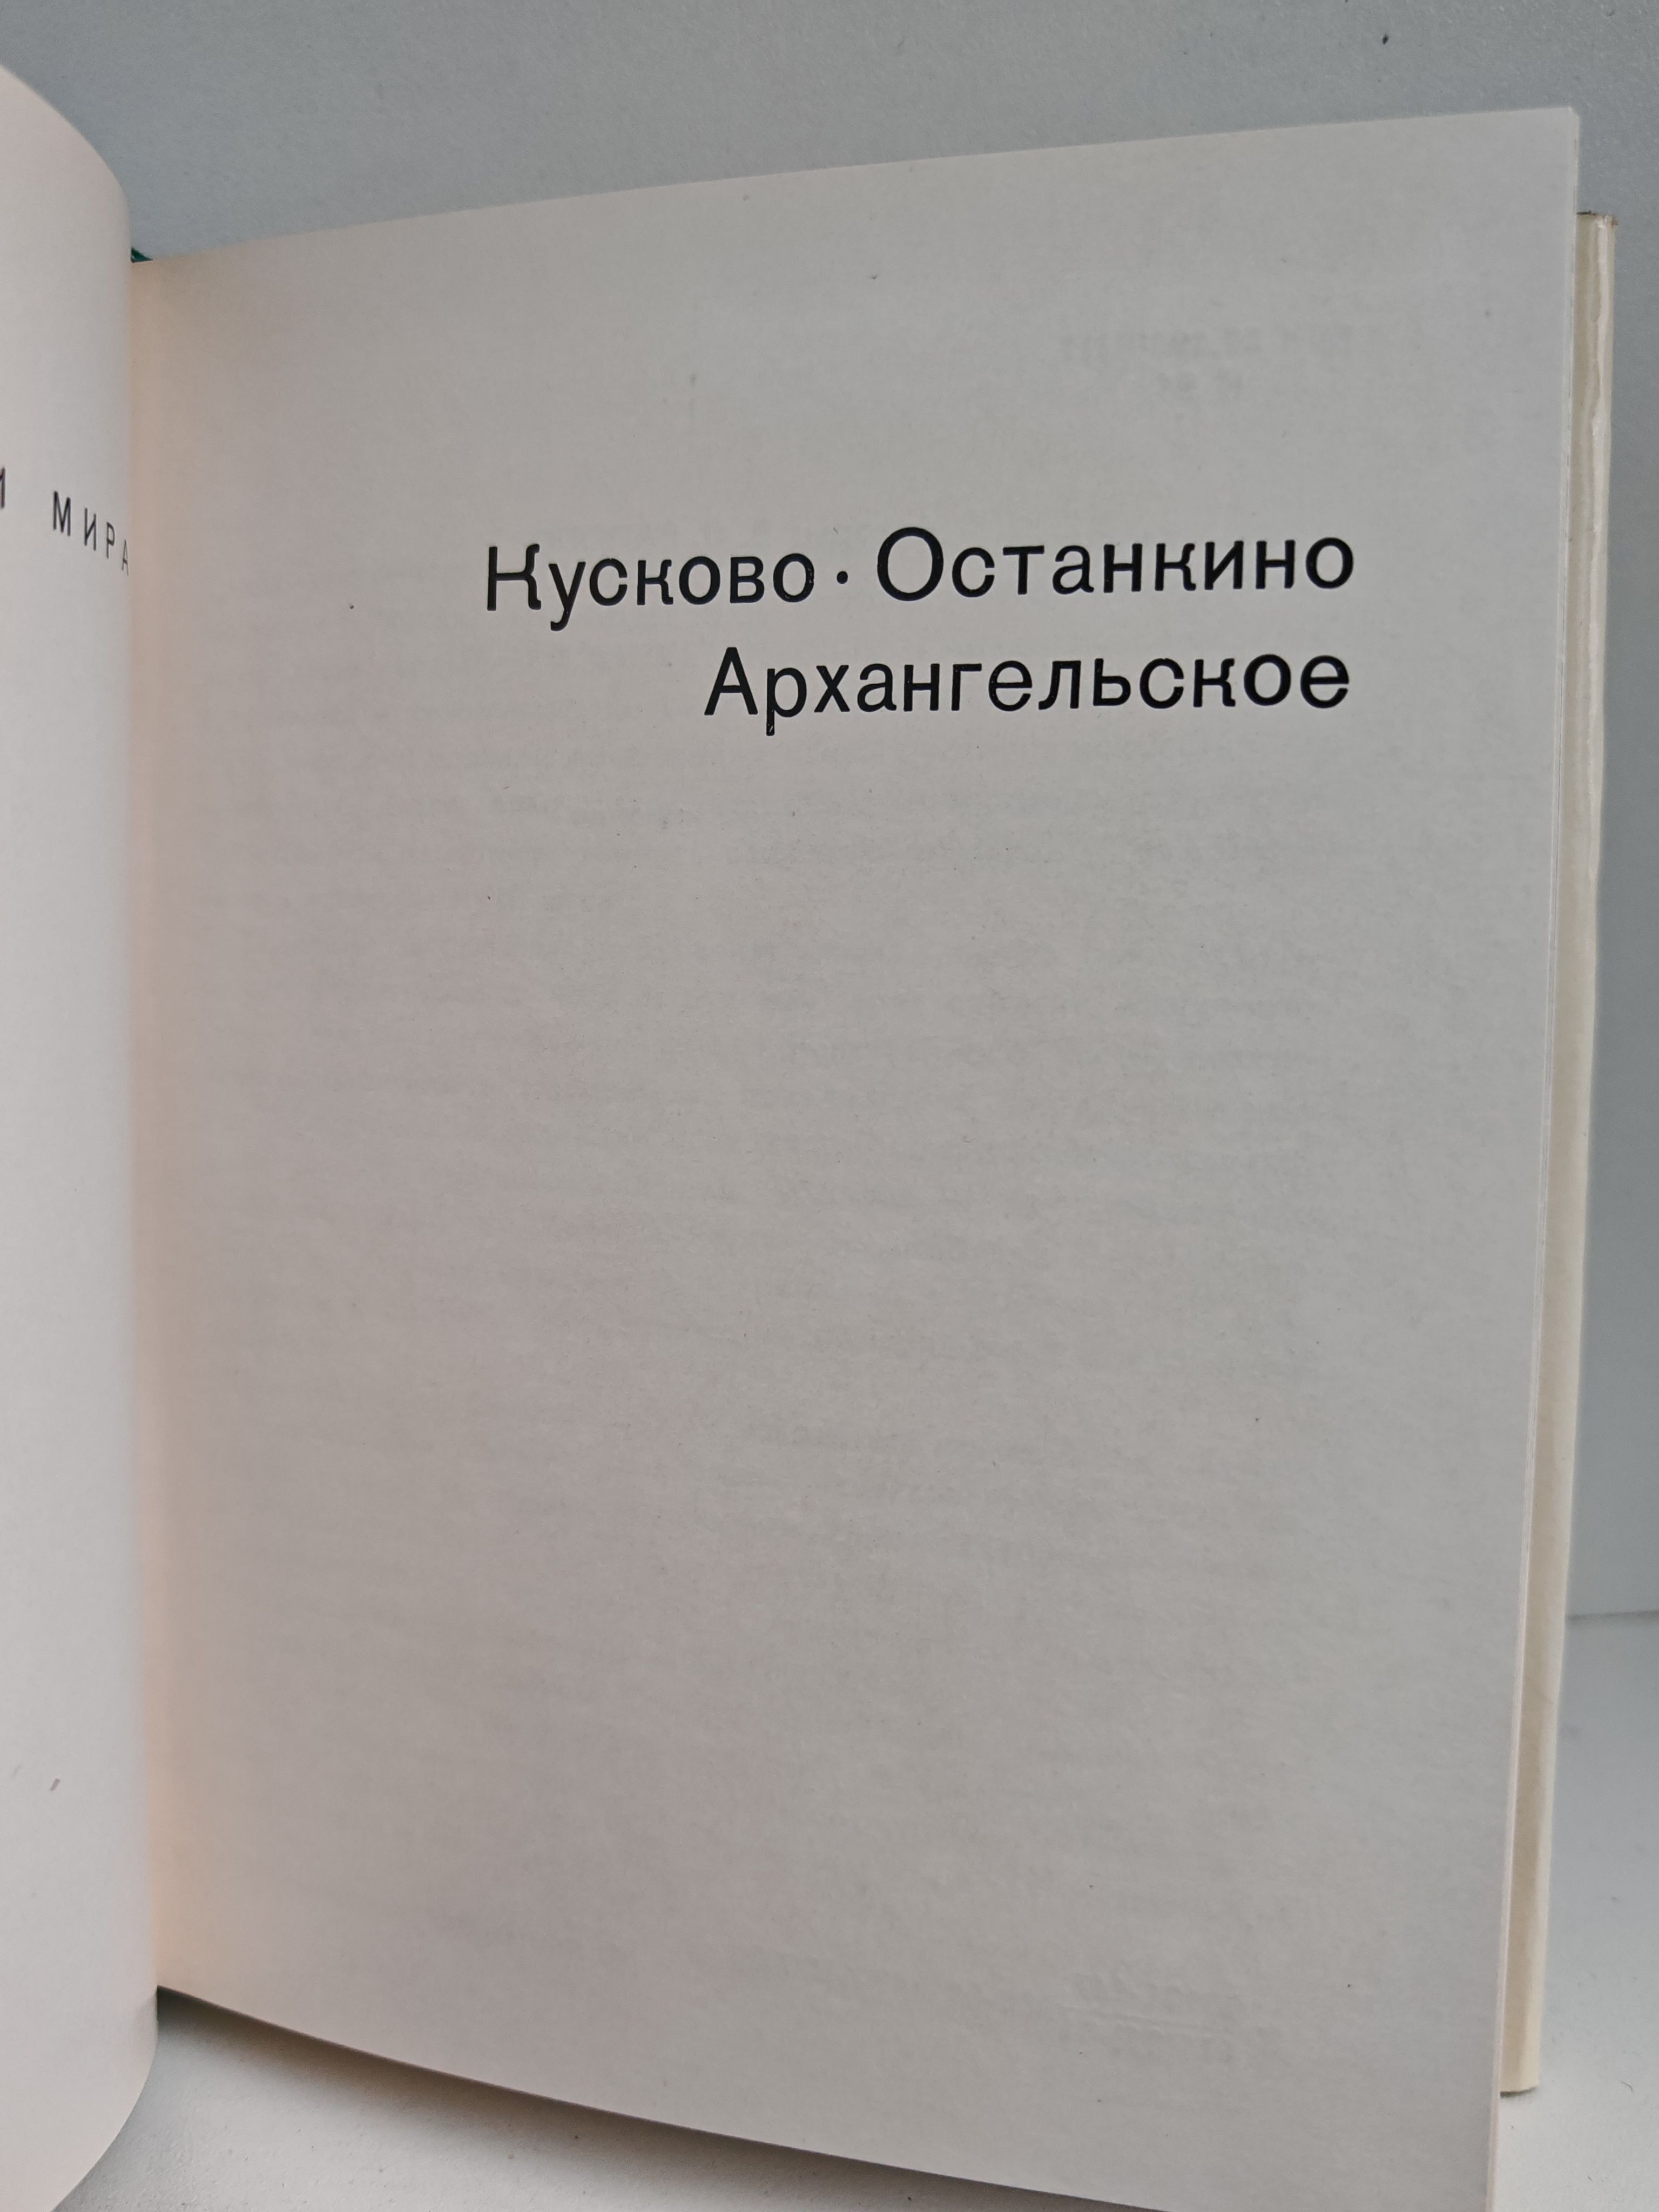 МИРА
Кусково · Останкино
Архангельское